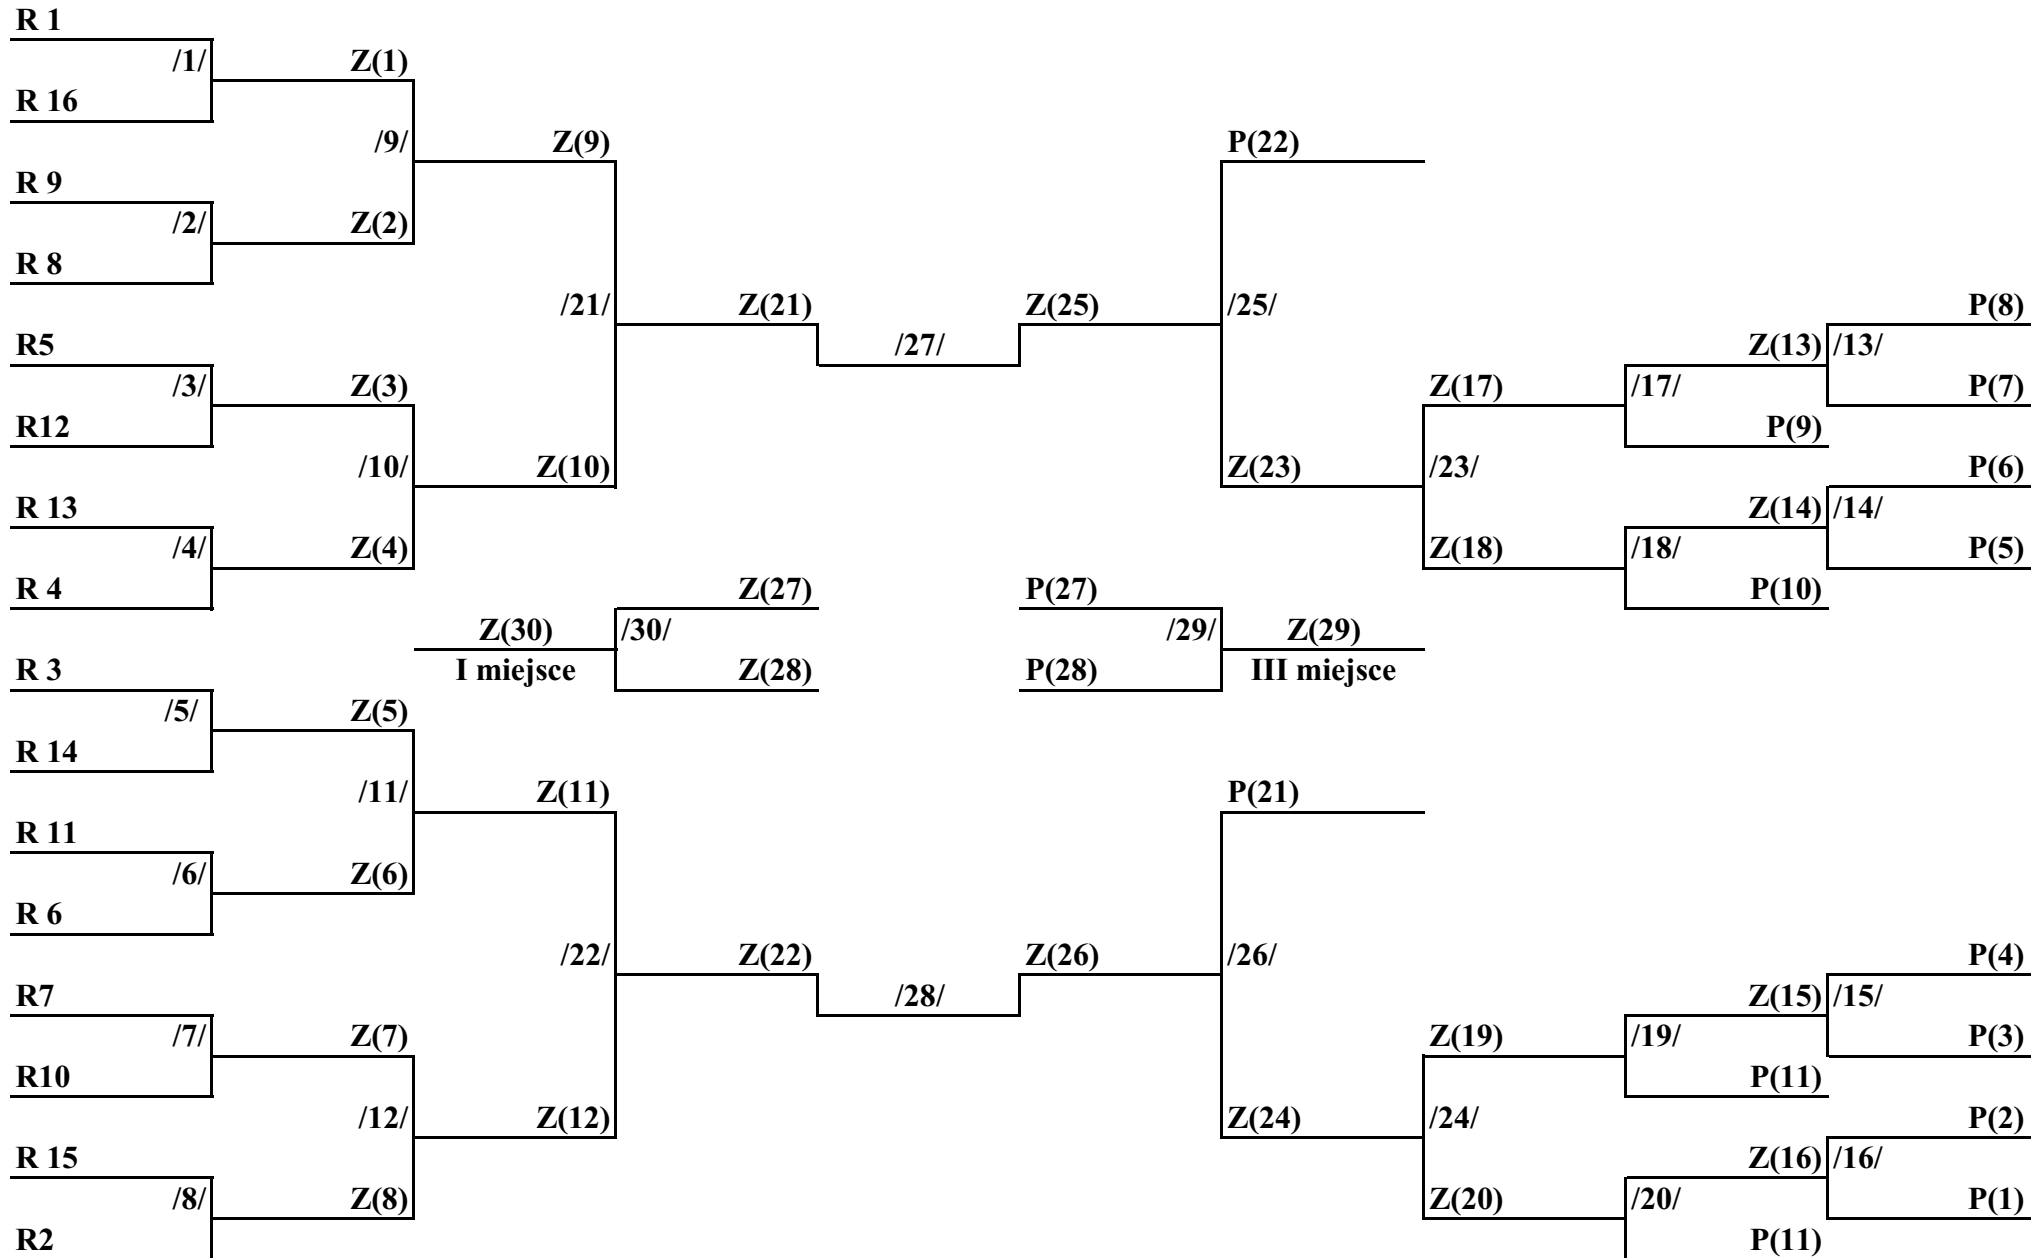 R 1
/1/ Z(1)
R 16
/9/ Z(9) P(22)
R 9
/2/ Z(2)
R 8
/21/ Z(21) Z(25) /25/ P(8)
R5 /27/ Z(13) /13/
/3/ Z(3) Z(17) /17/ P(7)
R12 P(9)
/10/ Z(10) Z(23) /23/ P(6)
R 13 Z(14) /14/
/4/ Z(4) Z(18) /18/ P(5)
R 4 Z(27) P(27) P(10)
Z(30) /30/ /29/ Z(29)
R 3 I miejsce Z(28) P(28) III miejsce
/5/ Z(5)
R 14
/11/ Z(11) P(21)
R 11
/6/ Z(6)
R 6
/22/ Z(22) Z(26) /26/ P(4)
R7 /28/ Z(15) /15/
/7/ Z(7) Z(19) /19/ P(3)
R10 P(11)
/12/ Z(12) Z(24) /24/ P(2)
R 15 Z(16) /16/
/8/ Z(8) Z(20) /20/ P(1)
R2 P(11)